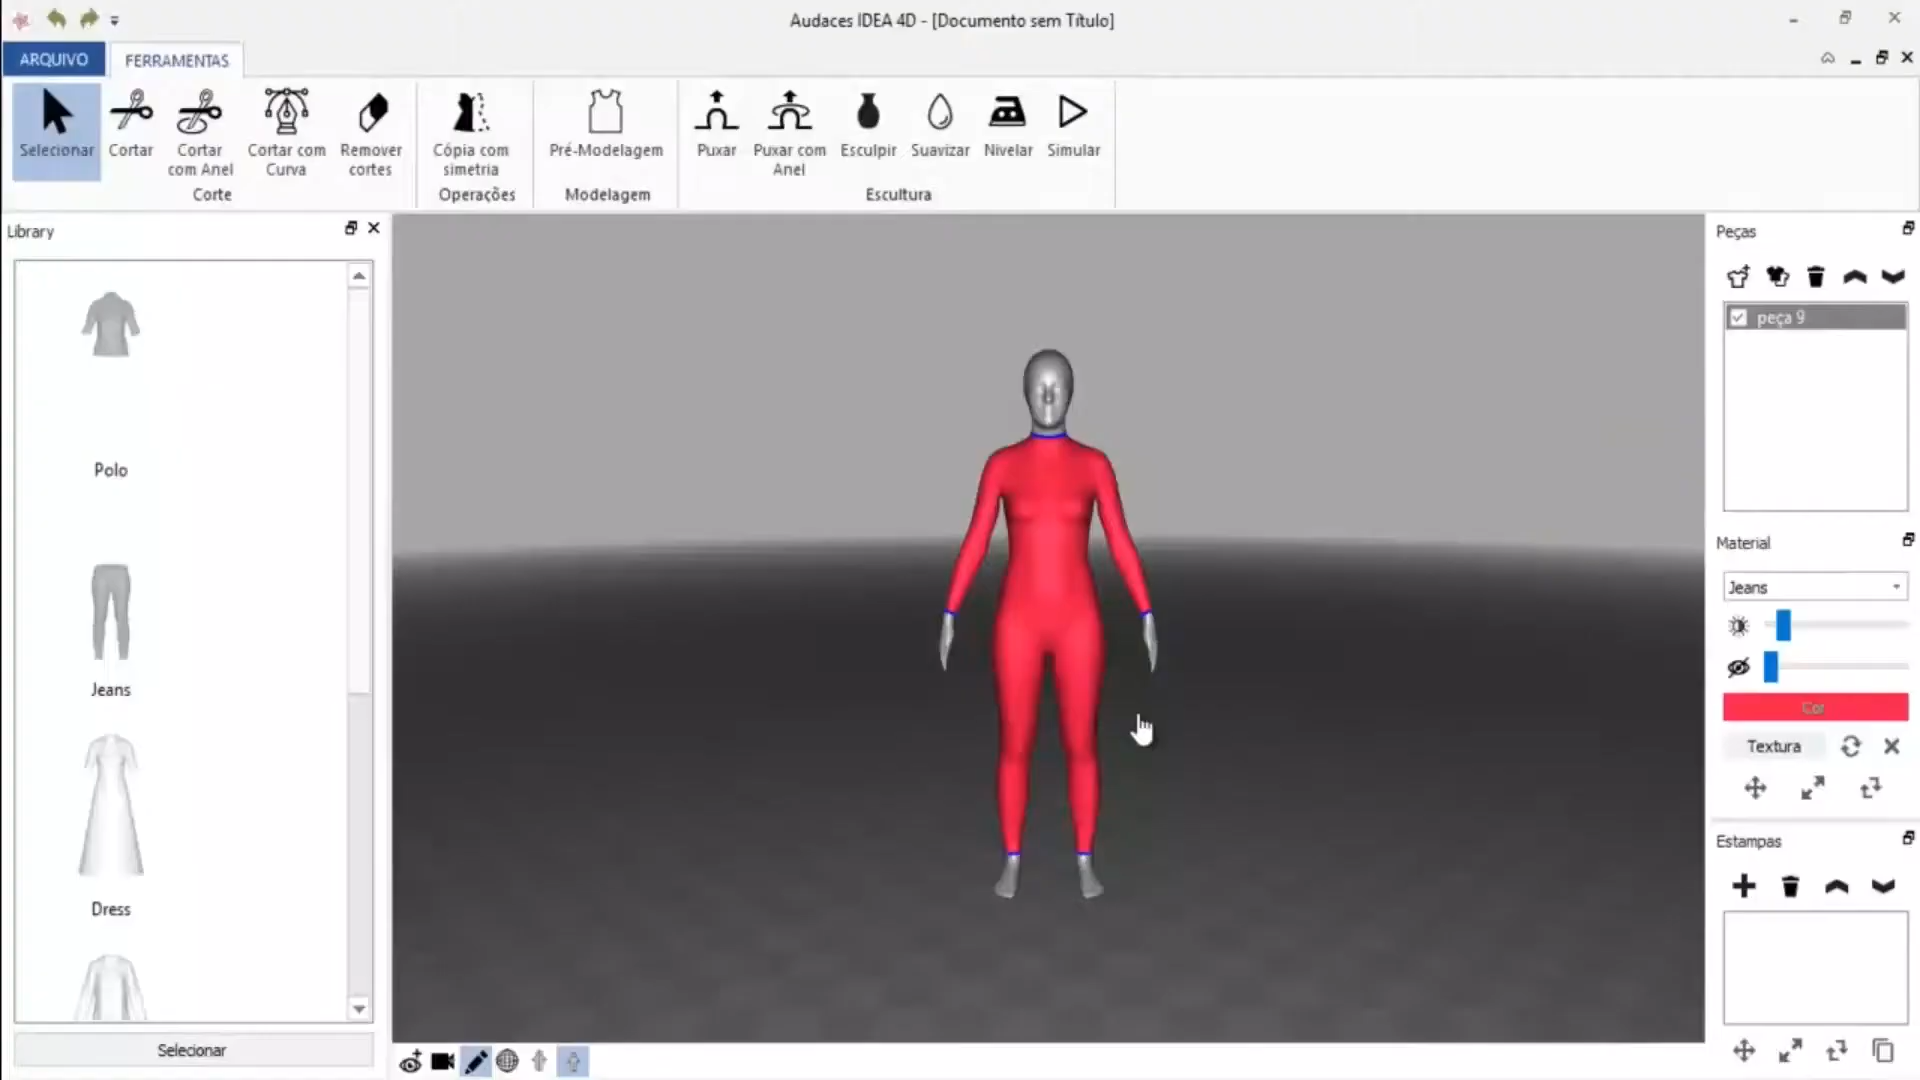 Audaces IDEA 4D - [Documento sem Título]
ARQUIVO
FERRAMENTAS
Selecionar
Cortar
Cortar com Anel
Cortar com Curva
Remover cortes
Corte
Cópia com simetria
Operações
Pré-Modelagem
Modelagem
Puxar
Puxar com Anel
Esculpir
Suavizar
Nivelar
Simular
Escultura
Library
Polo
Jeans
Dress
Selecionar
Peças
peça 9
Material
Jeans
Cor
Textura
Estampas